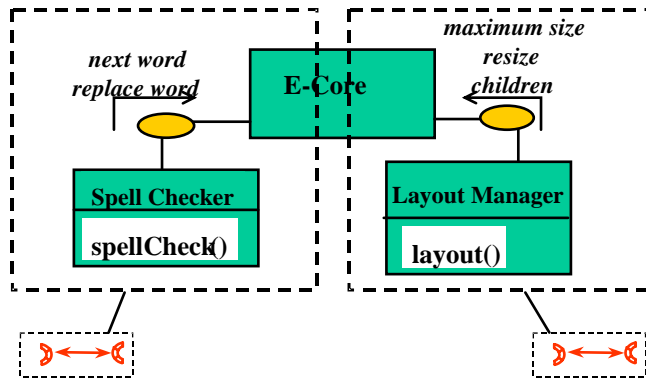 next word
replace word
E-Core
maximum size
resize
children
Spell Checker
spellCheck()
Layout Manager
layout()